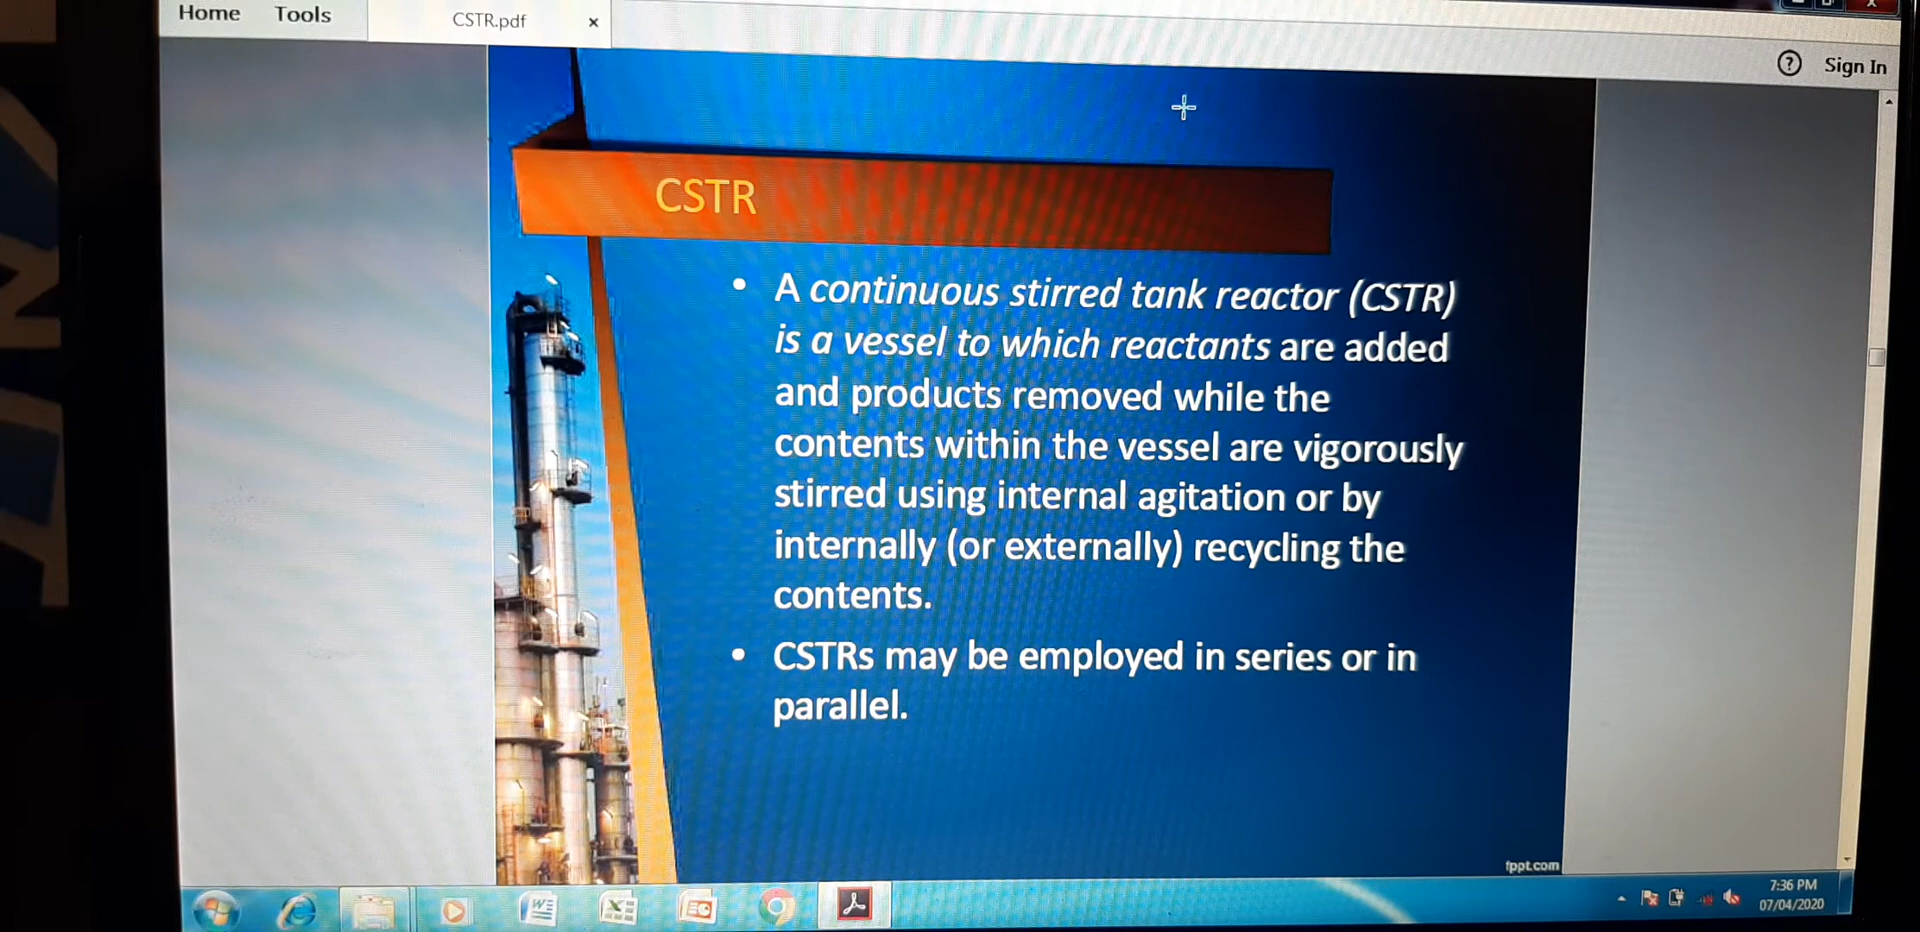 Home Tools CSTR.pdf ×
? Sign In
CSTR
• A continuous stirred tank reactor (CSTR)
is a vessel to which reactants are added
and products removed while the
contents within the vessel are vigorously
stirred using internal agitation or by
internally (or externally) recycling the
contents.
• CSTRs may be employed in series or in
parallel.
fppt.com
7:36 PM
07/04/2020